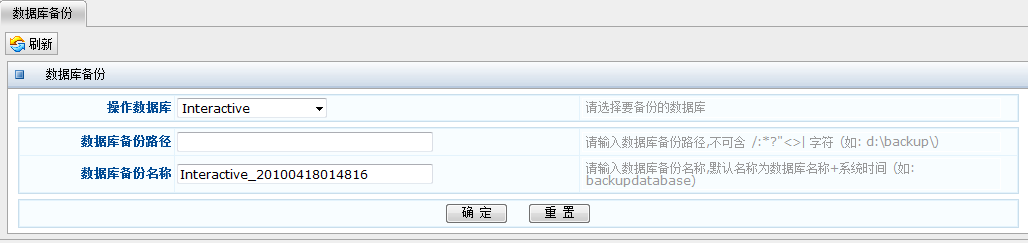 数据库备份
刷新
数据库备份
操作数据库 Interactive 请选择要备份的数据库
数据库备份路径 请输入数据库备份路径,不可含 /:*?"<>| 字符 (如: d:\backup\)
数据库备份名称 Interactive_20100418014816 请输入数据库备份名称,默认名称为数据库名称+系统时间 (如:
backupdatabase)
确 定 重 置